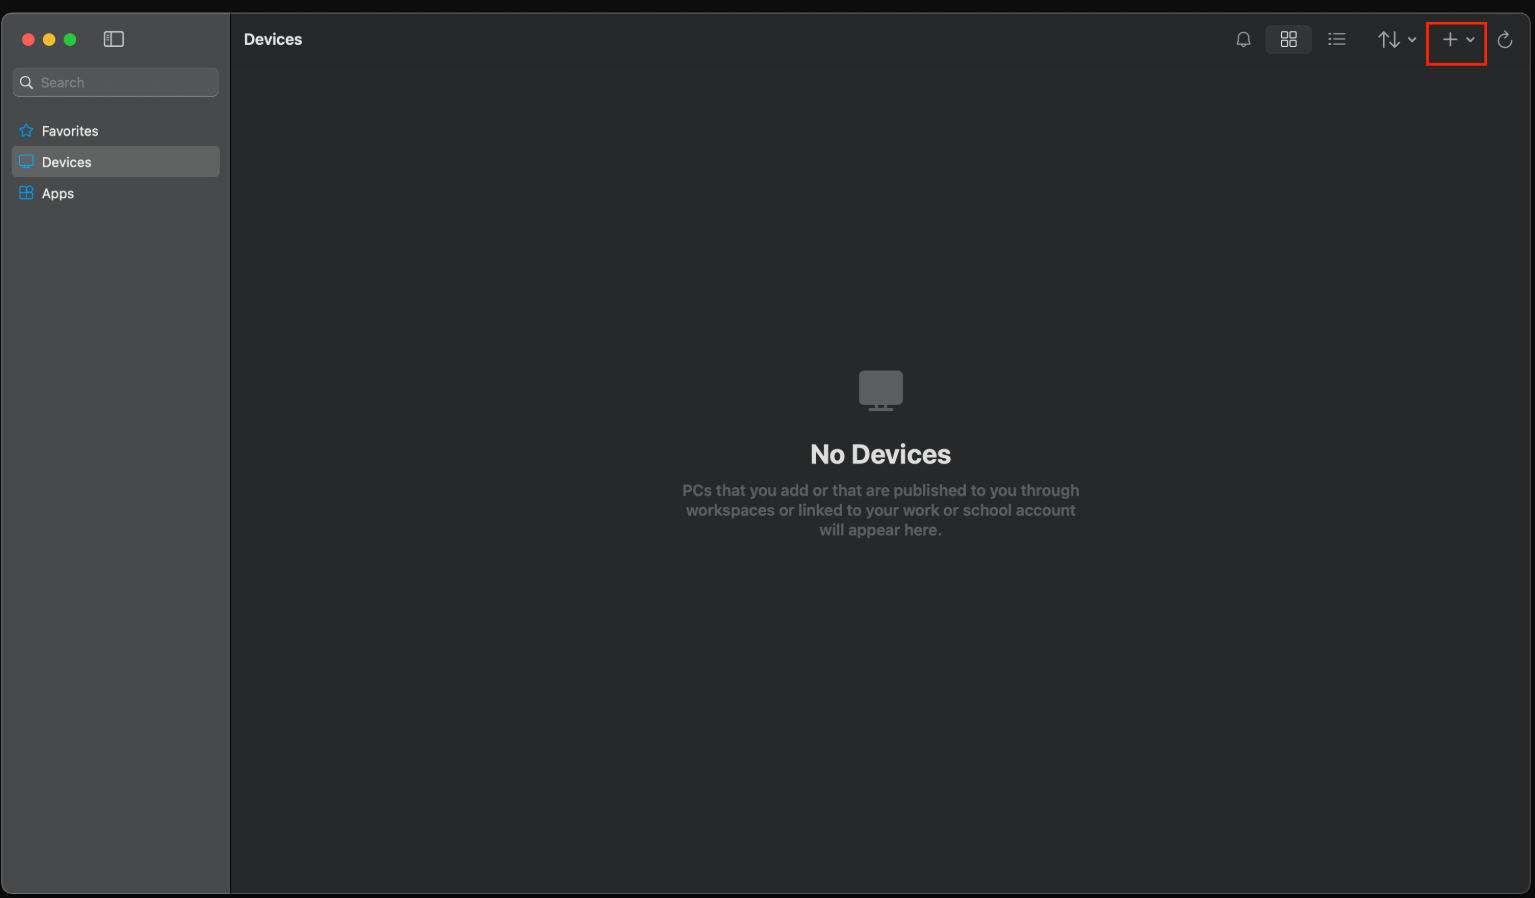 Devices
Search
Favorites
Devices
Apps
No Devices
PCs that you add or that are published to you through
workspaces or linked to your work or school account
will appear here.